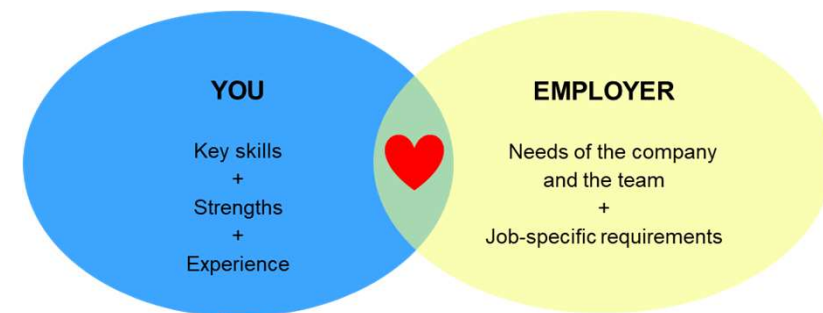 YOU
Key skills
+
Strengths
+
Experience
EMPLOYER
Needs of the company
and the team
+
Job-specific requirements